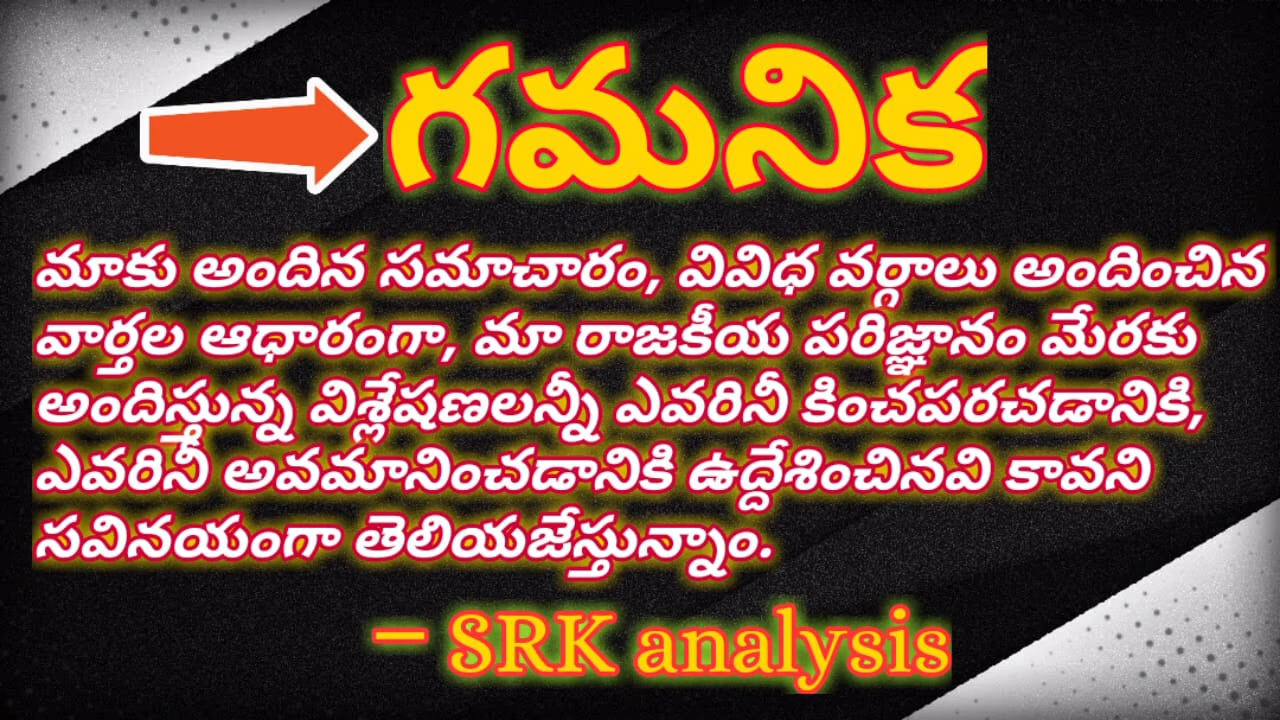 గమనిక
మాకు అందిన సమాచారం, వివిధ వర్గాలు అందించిన
వార్తల ఆధారంగా, మా రాజకీయ పరిజ్ఞానం మేరకు
అందిస్తున్న విశ్లేషణలన్నీ ఎవరినీ కించపరచడానికి,
ఎవరినీ అవమానించడానికి ఉద్దేశించినవి కావని
సవినయంగా తెలియజేస్తున్నాం.
– SRK analysis